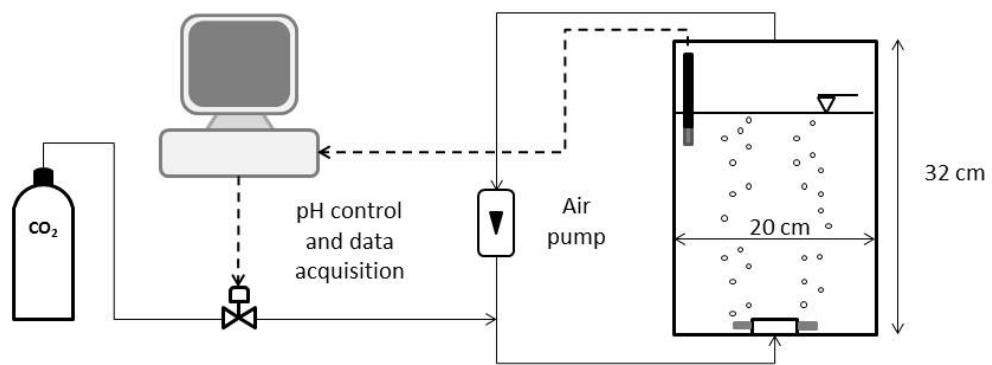 CO₂
pH control
and data
acquisition
Air
pump
20 cm
32 cm